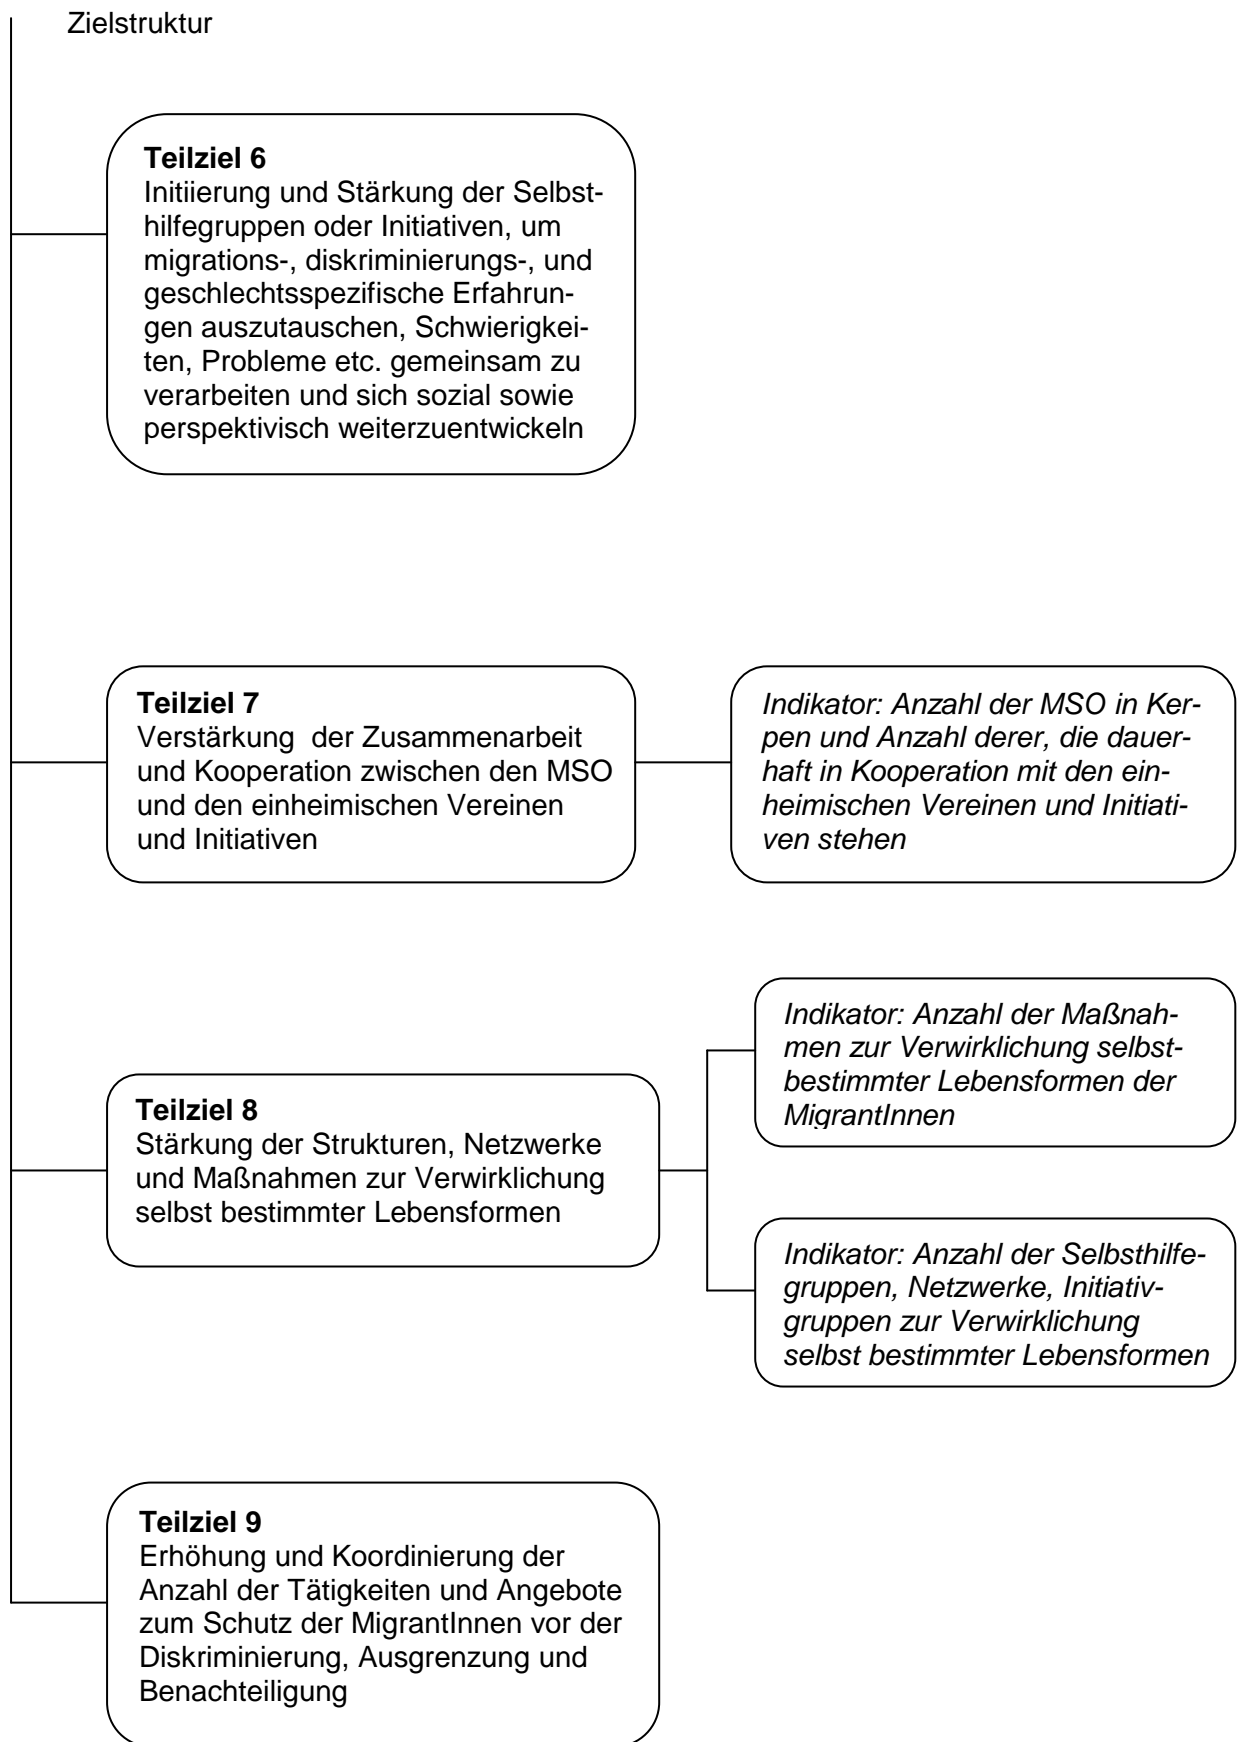 Zielstruktur
Teilziel 6
Initiierung und Stärkung der Selbst-
hilfegruppen oder Initiativen, um
migrations-, diskriminierungs-, und
geschlechtsspezifische Erfahrun-
gen auszutauschen, Schwierigkei-
ten, Probleme etc. gemeinsam zu
verarbeiten und sich sozial sowie
perspektivisch weiterzuentwickeln
Teilziel 7
Verstärkung  der Zusammenarbeit
und Kooperation zwischen den MSO
und den einheimischen Vereinen
und Initiativen
Indikator: Anzahl der MSO in Ker-
pen und Anzahl derer, die dauer-
haft in Kooperation mit den ein-
heimischen Vereinen und Initiati-
ven stehen
Teilziel 8
Stärkung der Strukturen, Netzwerke
und Maßnahmen zur Verwirklichung
selbst bestimmter Lebensformen
Indikator: Anzahl der Maßnah-
men zur Verwirklichung selbst-
bestimmter Lebensformen der
MigrantInnen
Indikator: Anzahl der Selbsthilfe-
gruppen, Netzwerke, Initiativ-
gruppen zur Verwirklichung
selbst bestimmter Lebensformen
Teilziel 9
Erhöhung und Koordinierung der
Anzahl der Tätigkeiten und Angebote
zum Schutz der MigrantInnen vor der
Diskriminierung, Ausgrenzung und
Benachteiligung